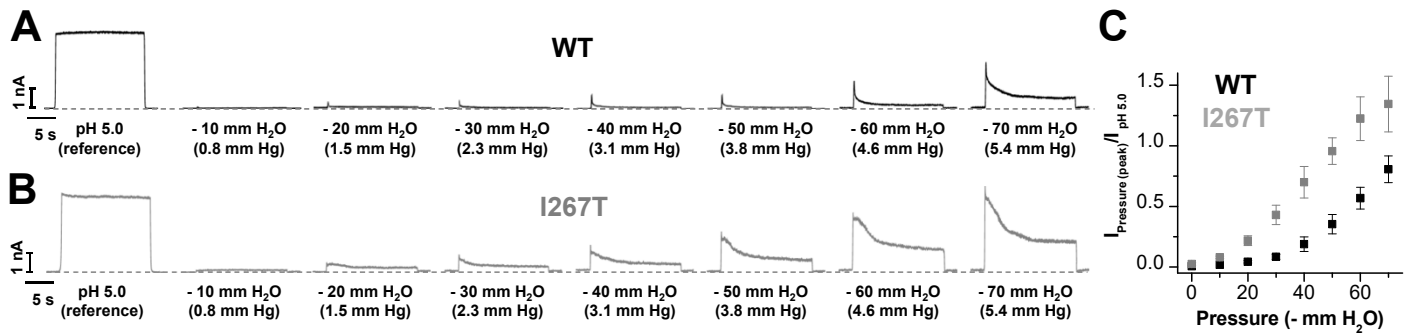 A
WT
1 nA
5 s
pH 5.0
(reference)
- 10 mm H₂O
(0.8 mm Hg)
- 20 mm H₂O
(1.5 mm Hg)
- 30 mm H₂O
(2.3 mm Hg)
- 40 mm H₂O
(3.1 mm Hg)
- 50 mm H₂O
(3.8 mm Hg)
- 60 mm H₂O
(4.6 mm Hg)
- 70 mm H₂O
(5.4 mm Hg)
B
I267T
1 nA
5 s
pH 5.0
(reference)
- 10 mm H₂O
(0.8 mm Hg)
- 20 mm H₂O
(1.5 mm Hg)
- 30 mm H₂O
(2.3 mm Hg)
- 40 mm H₂O
(3.1 mm Hg)
- 50 mm H₂O
(3.8 mm Hg)
- 60 mm H₂O
(4.6 mm Hg)
- 70 mm H₂O
(5.4 mm Hg)
C
WT
I267T
I Pressure (peak)/I pH 5.0
1.5
1.0
0.5
0.0
0 20 40 60
Pressure (- mm H₂O)